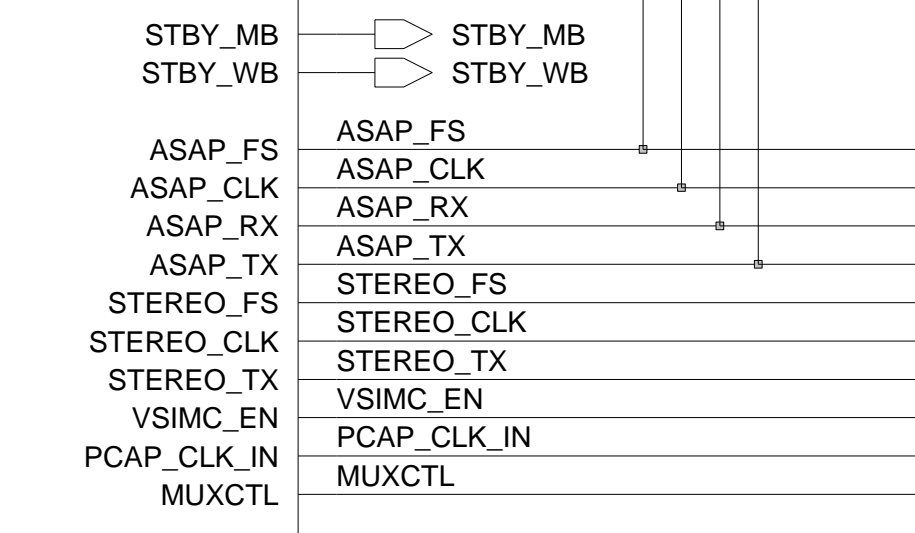 STBY_MB STBY_MB
STBY_WB STBY_WB
ASAP_FS ASAP_FS
ASAP_CLK ASAP_CLK
ASAP_RX ASAP_RX
ASAP_TX ASAP_TX
STEREO_FS STEREO_FS
STEREO_CLK STEREO_CLK
STEREO_TX STEREO_TX
VSIMC_EN VSIMC_EN
PCAP_CLK_IN PCAP_CLK_IN
MUXCTL MUXCTL